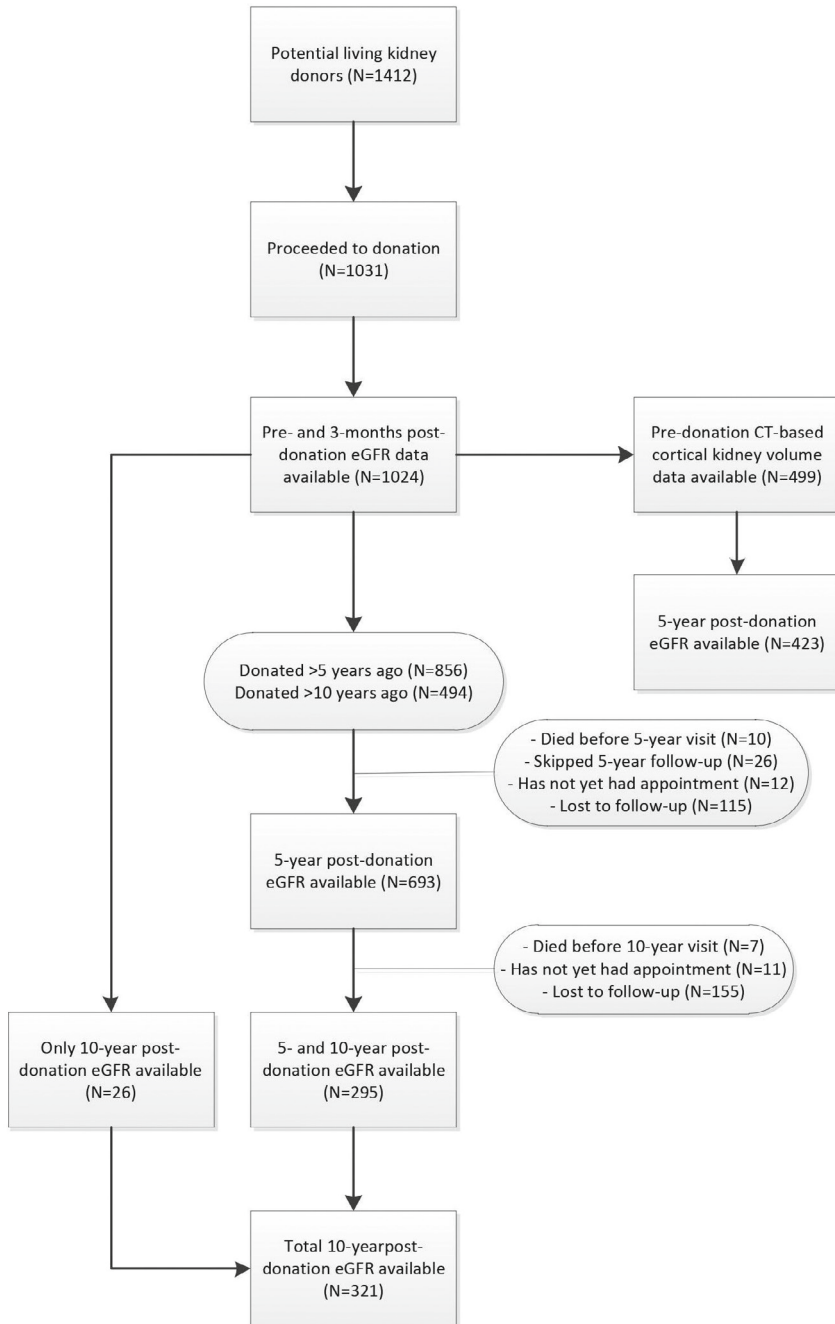 Potential living kidney
donors (N=1412)
Proceeded to donation
(N=1031)
Pre- and 3-months post-
donation eGFR data
available (N=1024)
Pre-donation CT-based
cortical kidney volume
data available (N=499)
5-year post-donation
eGFR available (N=423)
Donated >5 years ago (N=856)
Donated >10 years ago (N=494)
- Died before 5-year visit (N=10)
- Skipped 5-year follow-up (N=26)
- Has not yet had appointment (N=12)
- Lost to follow-up (N=115)
5-year post-donation
eGFR available (N=693)
- Died before 10-year visit (N=7)
- Has not yet had appointment (N=11)
- Lost to follow-up (N=155)
Only 10-year post-
donation eGFR available
(N=26)
5- and 10-year post-
donation eGFR available
(N=295)
Total 10-yearpost-
donation eGFR available
(N=321)